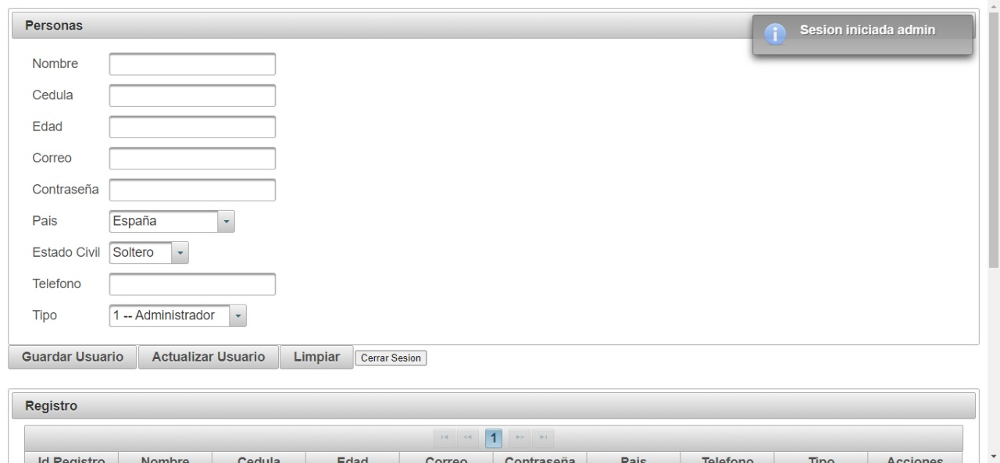 Personas
Sesion iniciada admin
Nombre
Cedula
Edad
Correo
Contraseña
Pais España
Estado Civil Soltero
Telefono
Tipo 1 -- Administrador
Guardar Usuario Actualizar Usuario Limpiar Cerrar Sesion
Registro
1
Id Registro Nombre Cedula Edad Correo Contraseña Pais Telefono Tipo Acciones